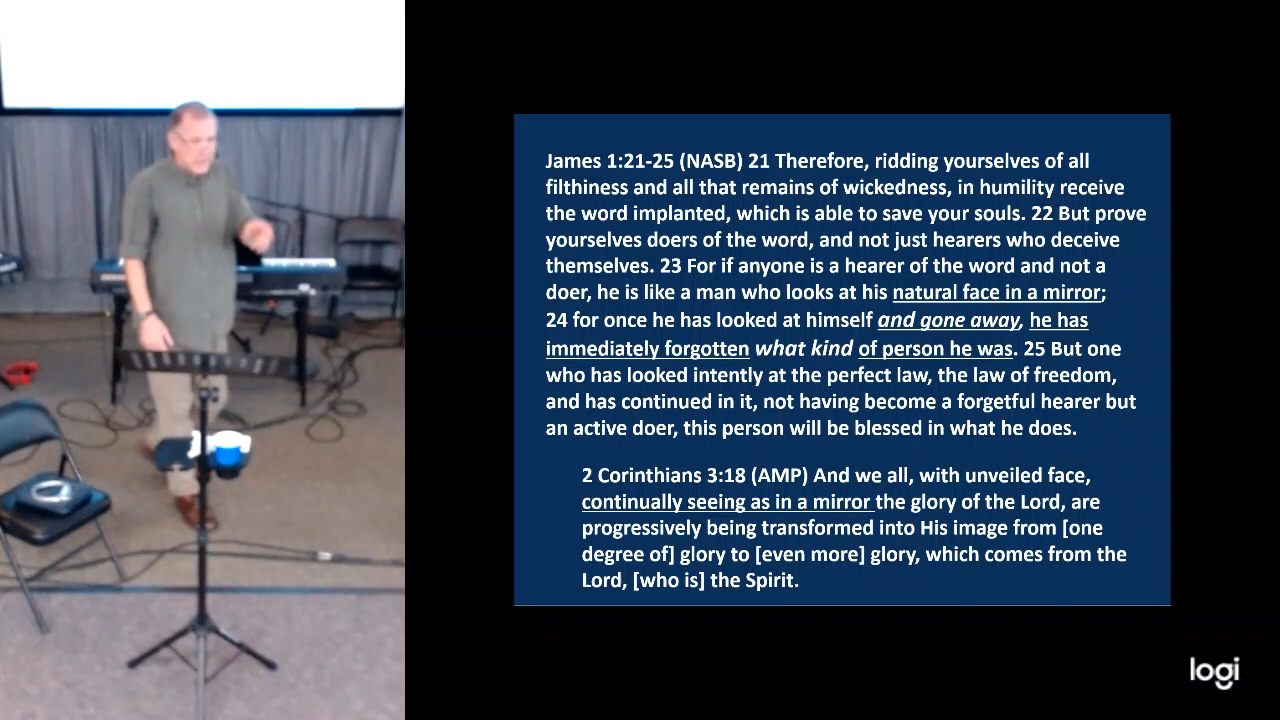 James 1:21-25 (NASB) 21 Therefore, ridding yourselves of all
filthiness and all that remains of wickedness, in humility receive
the word implanted, which is able to save your souls. 22 But prove
yourselves doers of the word, and not just hearers who deceive
themselves. 23 For if anyone is a hearer of the word and not a
doer, he is like a man who looks at his natural face in a mirror;
24 for once he has looked at himself and gone away, he has
immediately forgotten what kind of person he was. 25 But one
who has looked intently at the perfect law, the law of freedom,
and has continued in it, not having become a forgetful hearer but
an active doer, this person will be blessed in what he does.
2 Corinthians 3:18 (AMP) And we all, with unveiled face,
continually seeing as in a mirror the glory of the Lord, are
progressively being transformed into His image from [one
degree of] glory to [even more] glory, which comes from the
Lord, [who is] the Spirit.
logi